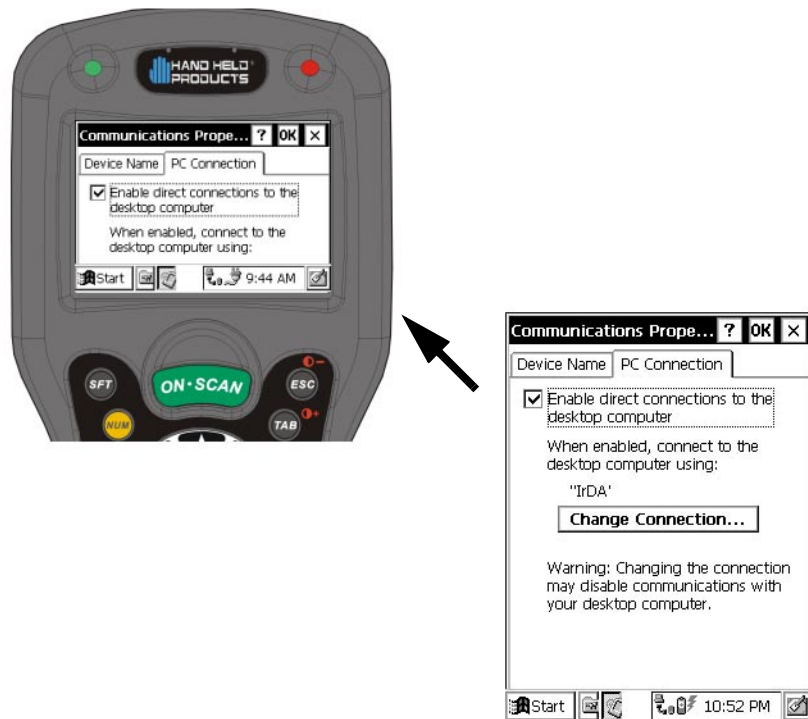 HAND HELD
PRODUCTS
Communications Prope... ? OK ×
Device Name PC Connection
Enable direct connections to the
desktop computer
When enabled, connect to the
desktop computer using:
Start 9:44 AM
SFT ON·SCAN ESC
NUM TAB
Communications Prope... ? OK ×
Device Name PC Connection
Enable direct connections to the
desktop computer
When enabled, connect to the
desktop computer using:
"IrDA'
Change Connection...
Warning: Changing the connection
may disable communications with
your desktop computer.
Start 10:52 PM